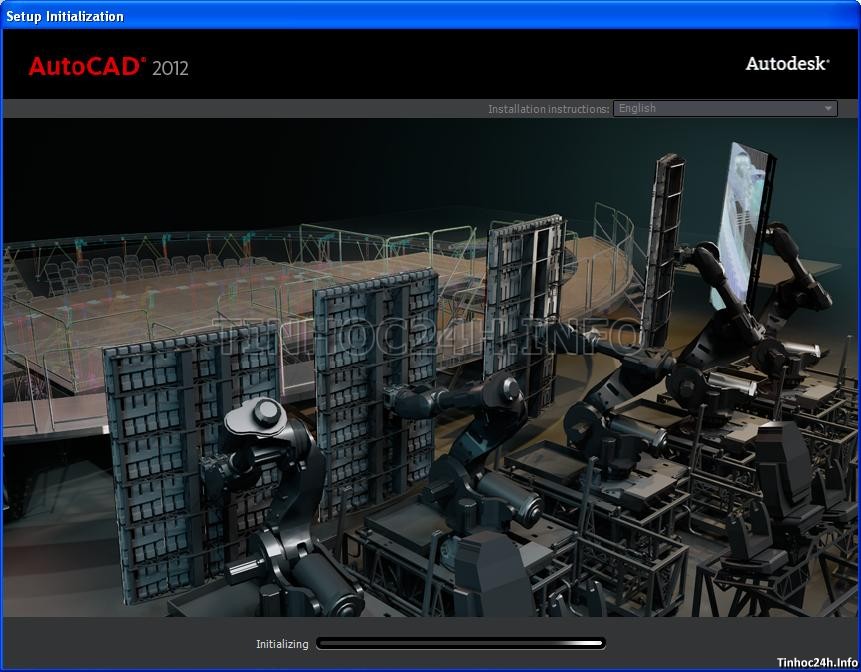 Setup Initialization
AutoCAD® 2012
Autodesk®
Installation instructions: English
TINHOC24H.INFO
Initializing
Tinhoc24h.Info